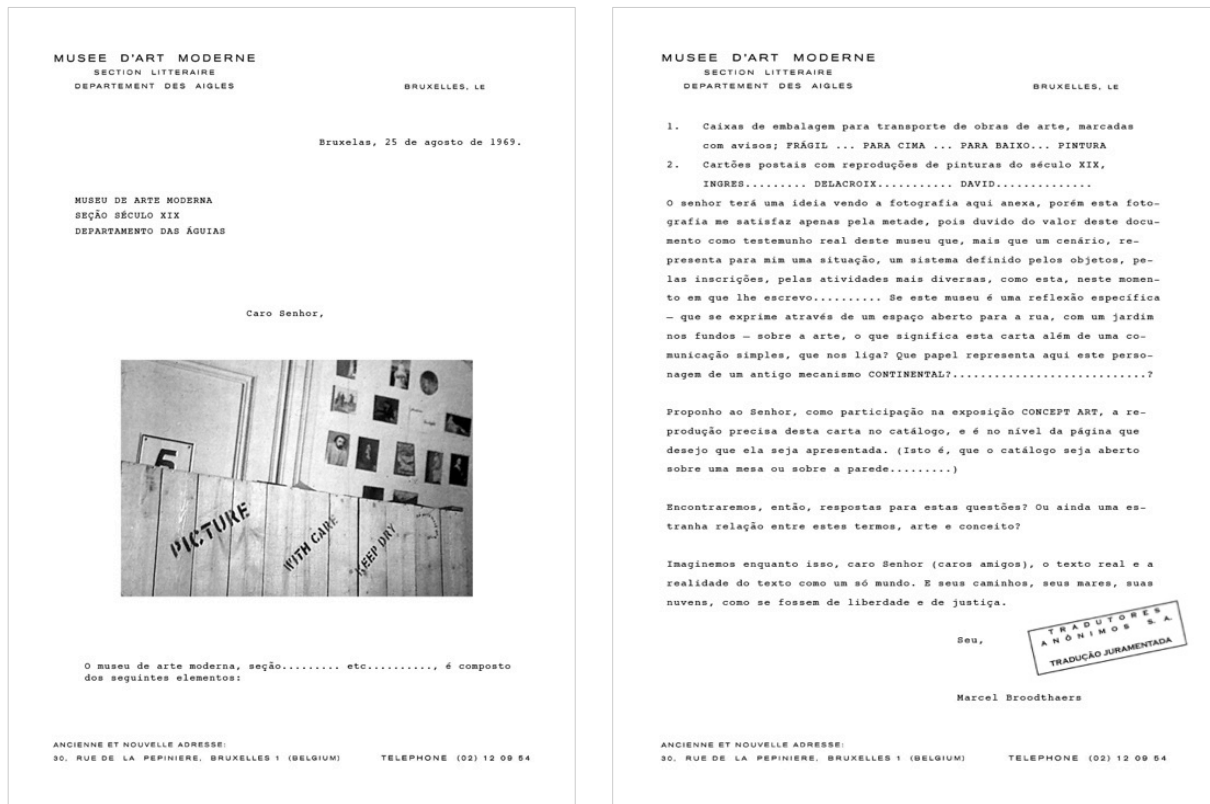 MUSEE D'ART MODERNE
SECTION LITTERAIRE
DEPARTEMENT DES AIGLES
BRUXELLES, LE
Bruxelas, 25 de agosto de 1969.
MUSEU DE ARTE MODERNA
SEÇÃO SÉCULO XIX
DEPARTAMENTO DAS ÁGUIAS
Caro Senhor,
5
PICTURE
WITH CARE
KEEP DRY
O museu de arte moderna, seção......... etc.........., é composto
dos seguintes elementos:
ANCIENNE ET NOUVELLE ADRESSE:
30, RUE DE LA PEPINIERE, BRUXELLES 1 (BELGIUM) TELEPHONE (02) 12 09 54
MUSEE D'ART MODERNE
SECTION LITTERAIRE
DEPARTEMENT DES AIGLES
BRUXELLES, LE
1. Caixas de embalagem para transporte de obras de arte, marcadas
com avisos; FRÁGIL ... PARA CIMA ... PARA BAIXO... PINTURA
2. Cartões postais com reproduções de pinturas do século XIX,
INGRES......... DELACROIX........... DAVID..............
O senhor terá uma ideia vendo a fotografia aqui anexa, porém esta foto-
grafia me satisfaz apenas pela metade, pois duvido do valor deste docu-
mento como testemunho real deste museu que, mais que um cenário, re-
presenta para mim uma situação, um sistema definido pelos objetos, pe-
las inscrições, pelas atividades mais diversas, como esta, neste momen-
to em que lhe escrevo.......... Se este museu é uma reflexão específica
— que se exprime através de um espaço aberto para a rua, com um jardim
nos fundos — sobre a arte, o que significa esta carta além de uma co-
municação simples, que nos liga? Que papel representa aqui este perso-
nagem de um antigo mecanismo CONTINENTAL?............................?
Proponho ao Senhor, como participação na exposição CONCEPT ART, a re-
produção precisa desta carta no catálogo, e é no nível da página que
desejo que ela seja apresentada. (Isto é, que o catálogo seja aberto
sobre uma mesa ou sobre a parede.........)
Encontraremos, então, respostas para estas questões? Ou ainda uma es-
tranha relação entre estes termos, arte e conceito?
Imaginemos enquanto isso, caro Senhor (caros amigos), o texto real e a
realidade do texto como um só mundo. E seus caminhos, seus mares, suas
nuvens, como se fossem de liberdade e de justiça.
Seu,
TRADUTORES
ANÔNIMOS S. A.
TRADUÇÃO JURAMENTADA
Marcel Broodthaers
ANCIENNE ET NOUVELLE ADRESSE:
30, RUE DE LA PEPINIERE, BRUXELLES 1 (BELGIUM) TELEPHONE (02) 12 09 54